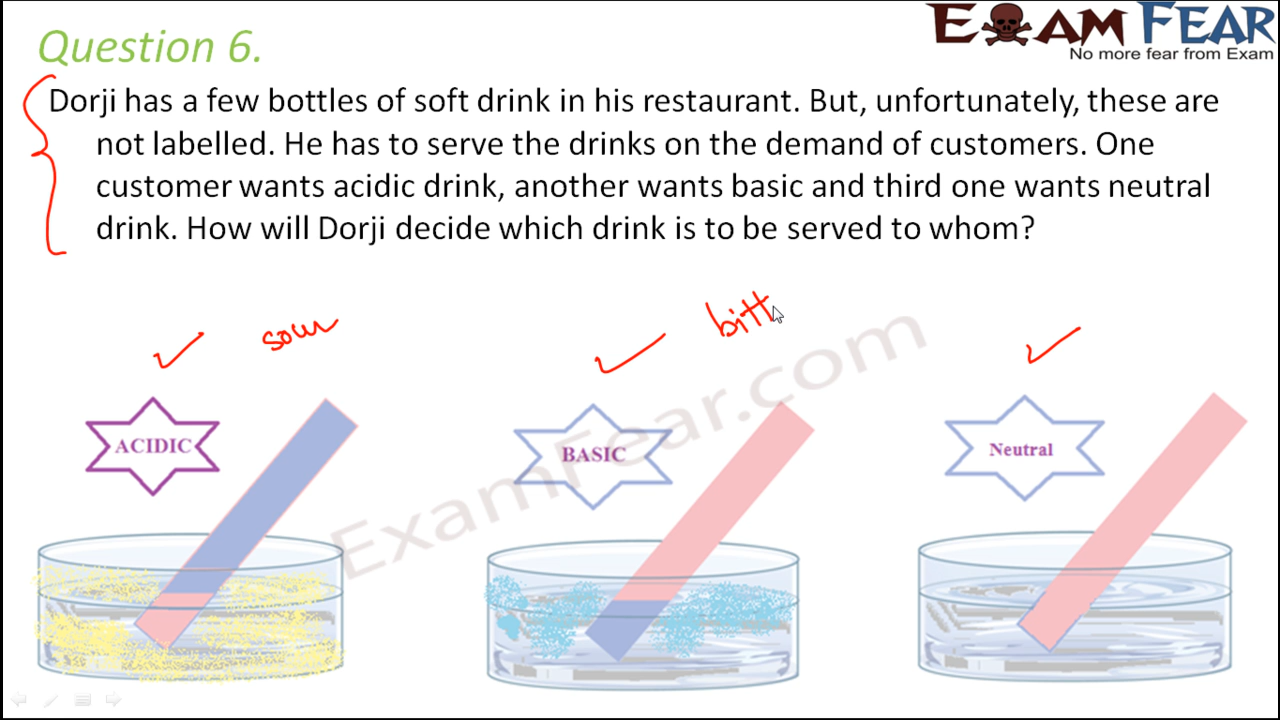 Question 6.
EXAM FEAR
No more fear from Exam
Dorji has a few bottles of soft drink in his restaurant. But, unfortunately, these are
not labelled. He has to serve the drinks on the demand of customers. One
customer wants acidic drink, another wants basic and third one wants neutral
drink. How will Dorji decide which drink is to be served to whom?
sour
bitt
ACIDIC
BASIC
Neutral
ExamFear.com